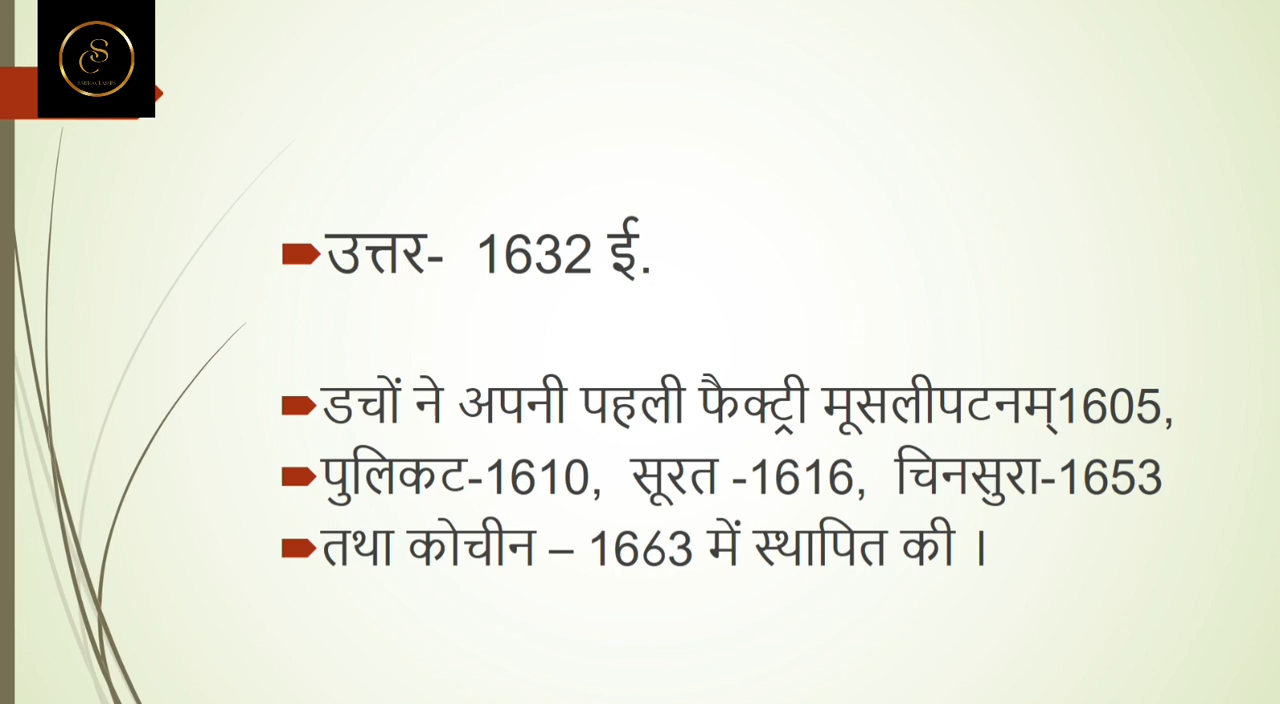 उत्तर- 1632 ई.
डचों ने अपनी पहली फैक्ट्री मूसलीपटनम्1605,
पुलिकट-1610, सूरत -1616, चिनसुरा-1653
तथा कोचीन – 1663 में स्थापित की ।